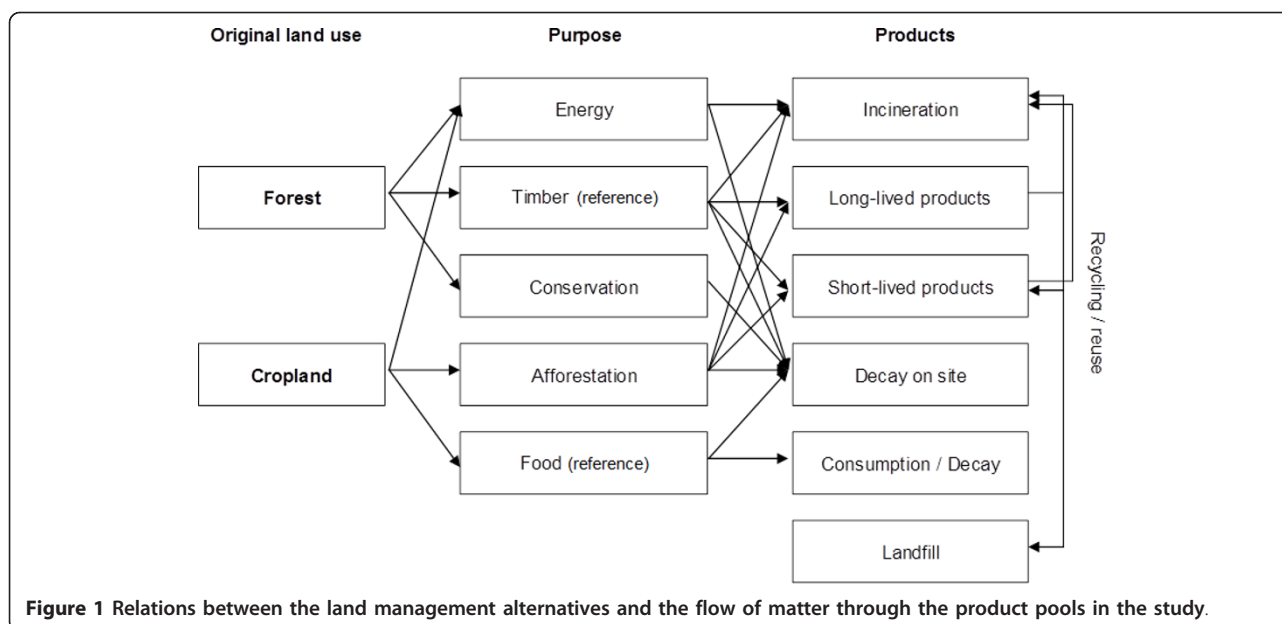 Original land use
Purpose
Products
Energy
Incineration
Forest
Timber (reference)
Long-lived products
Conservation
Short-lived products
Recycling / reuse
Cropland
Afforestation
Decay on site
Food (reference)
Consumption / Decay
Landfill
Figure 1 Relations between the land management alternatives and the flow of matter through the product pools in the study.